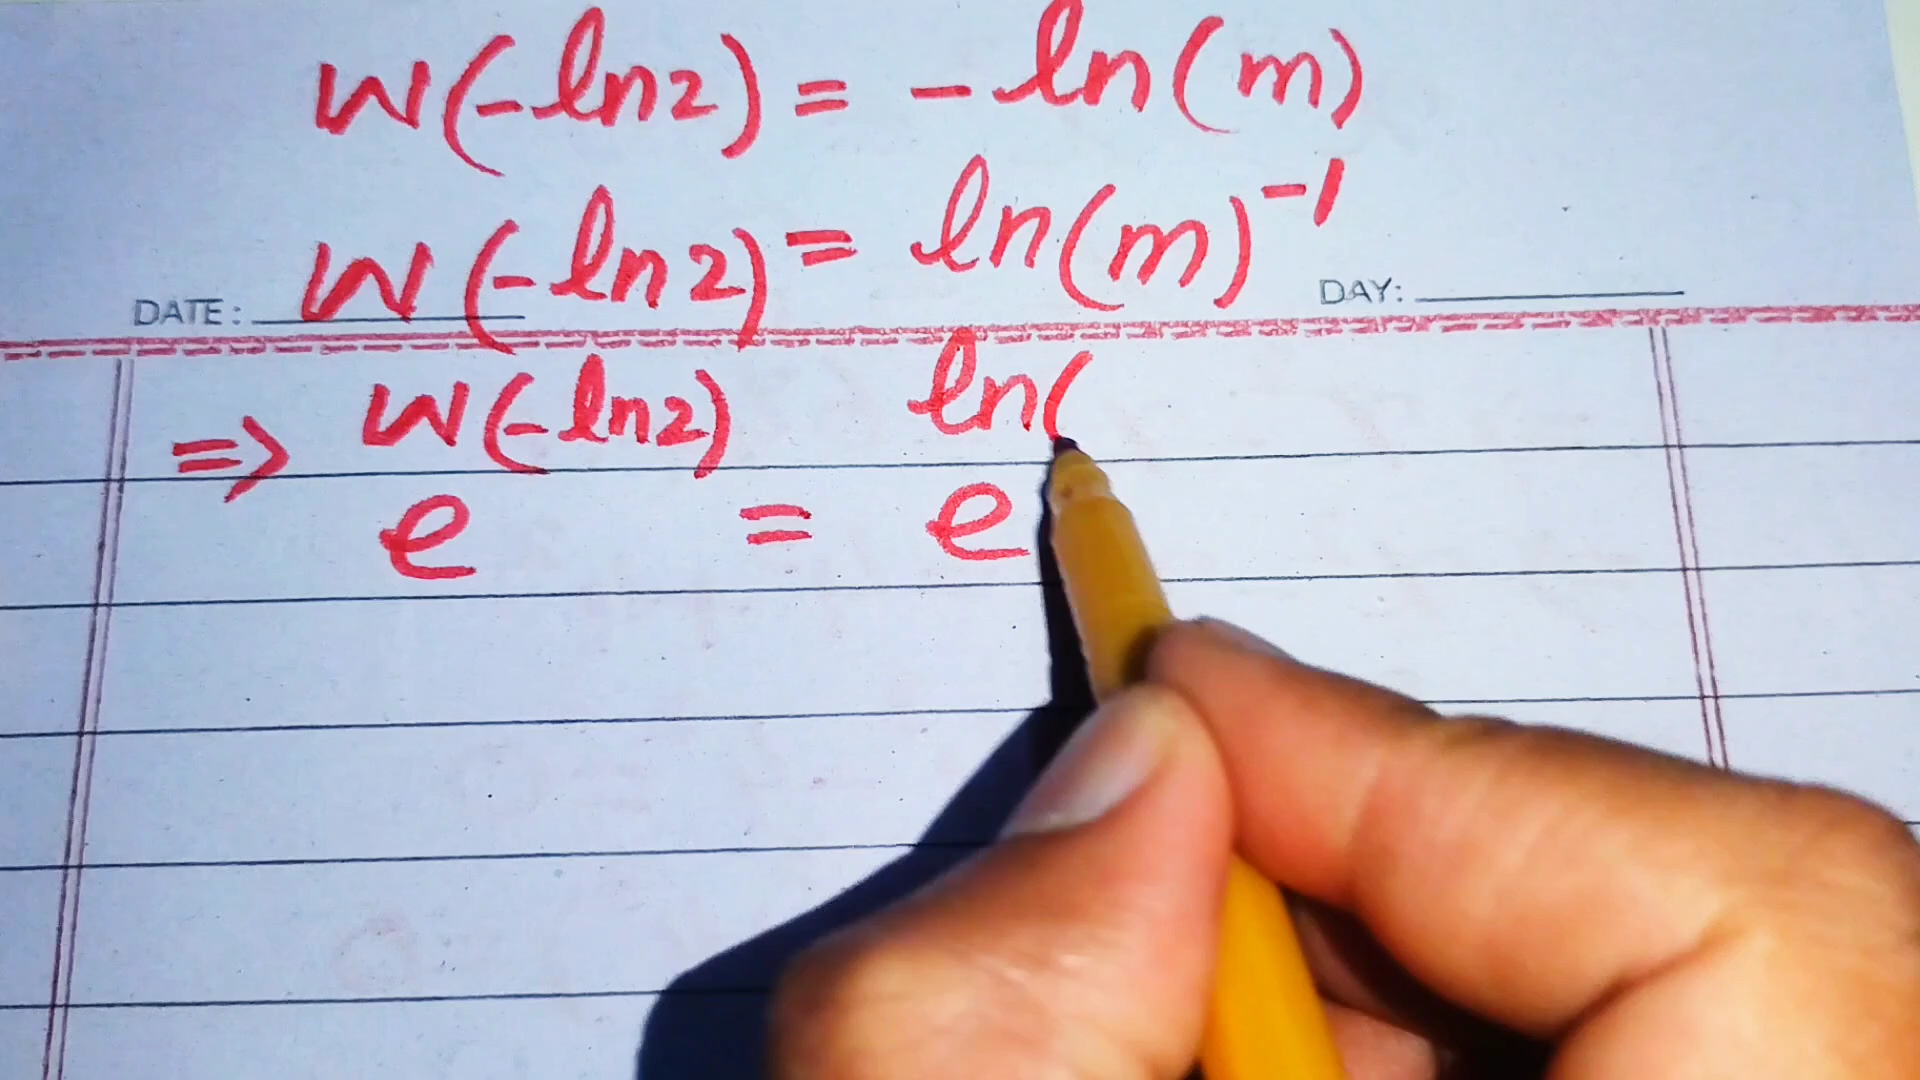 w(-ln2) = -ln(m)
w(-ln2) = ln(m)⁻¹
DATE: DAY:
⇒ e^w(-ln2) = e^ln(